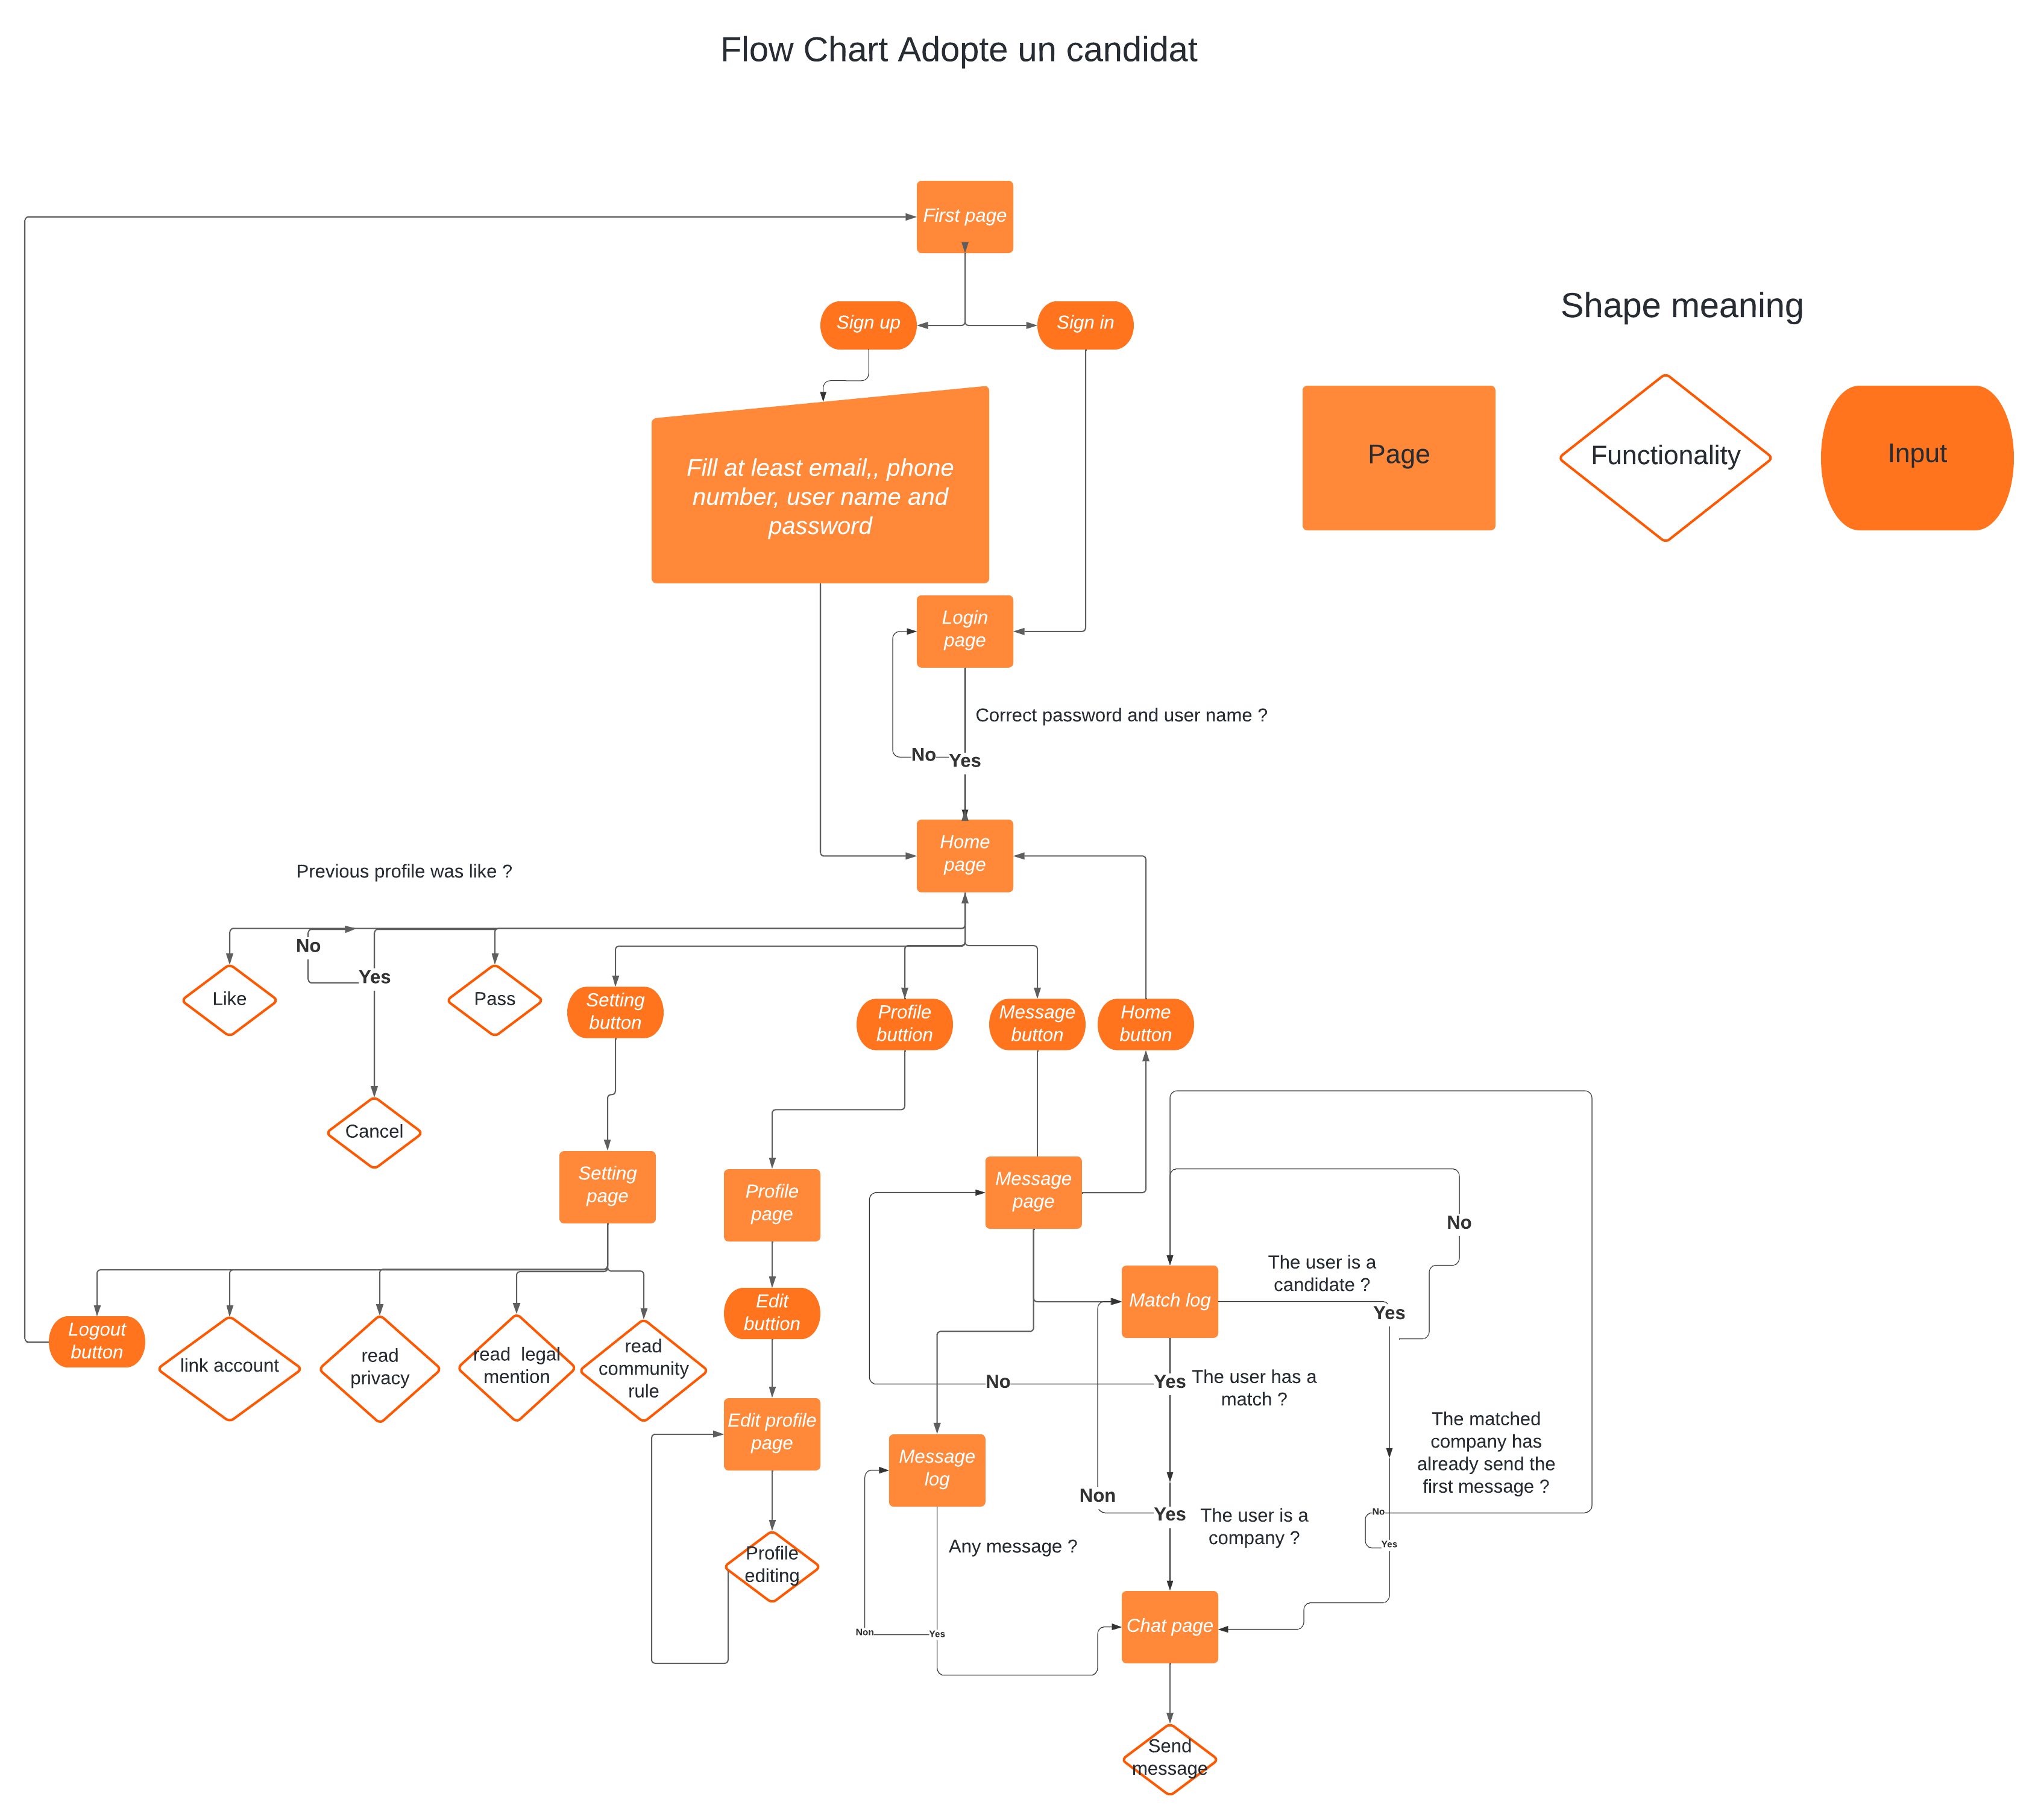 Flow Chart Adopte un candidat
First page
Sign up
Sign in
Shape meaning
Page
Functionality
Input
Fill at least email,, phone
number, user name and
password
Login
page
Correct password and user name ?
No
Yes
Home
page
Previous profile was like ?
No
Yes
Like
Pass
Cancel
Setting
button
Profile
buttion
Message
button
Home
button
Setting
page
Profile
page
Message
page
No
The user is a
candidate ?
Match log
Yes
Logout
button
link account
read
privacy
read  legal
mention
read
community
rule
Edit
buttion
No
Yes
The user has a
match ?
Edit profile
page
The matched
company has
already send the
first message ?
Message
log
Non
Yes
The user is a
company ?
No
Yes
Any message ?
Profile
editing
Non
Yes
Chat page
Send
message